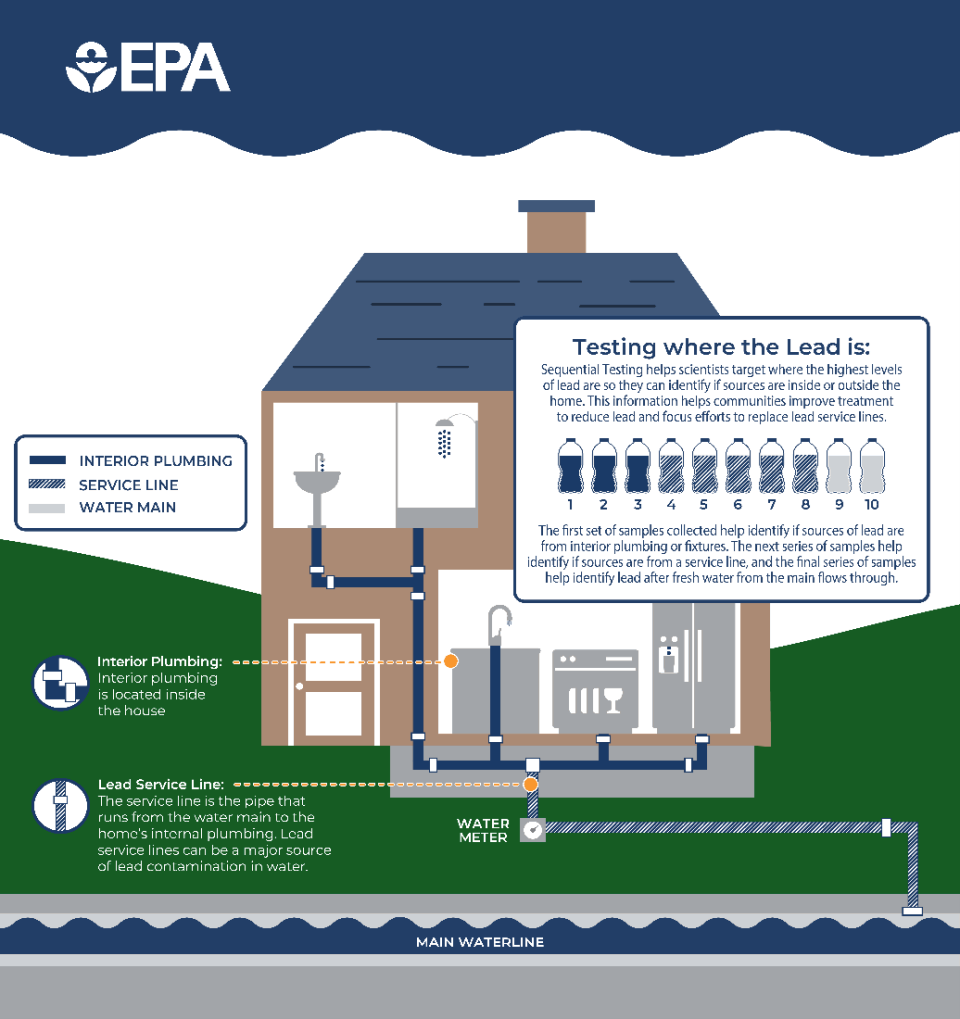 EPA
Testing where the Lead is:
Sequential Testing helps scientists target where the highest levels
of lead are so they can identify if sources are inside or outside the
home. This information helps communities improve treatment
to reduce lead and focus efforts to replace lead service lines.
1 2 3 4 5 6 7 8 9 10
The first set of samples collected help identify if sources of lead are
from interior plumbing or fixtures. The next series of samples help
identify if sources are from a service line, and the final series of samples
help identify lead after fresh water from the main flows through.
INTERIOR PLUMBING
SERVICE LINE
WATER MAIN
Interior Plumbing:
Interior plumbing
is located inside
the house
Lead Service Line:
The service line is the pipe that
runs from the water main to the
home's internal plumbing. Lead
service lines can be a major source
of lead contamination in water.
WATER
METER
MAIN WATERLINE